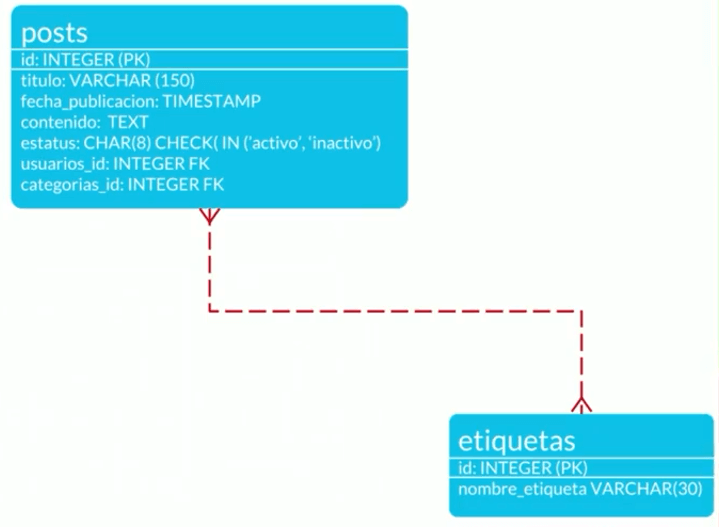 posts
id: INTEGER (PK)
titulo: VARCHAR (150)
fecha_publicacion: TIMESTAMP
contenido: TEXT
estatus: CHAR(8) CHECK( IN ('activo', 'inactivo')
usuarios_id: INTEGER FK
categorias_id: INTEGER FK
etiquetas
id: INTEGER (PK)
nombre_etiqueta VARCHAR(30)